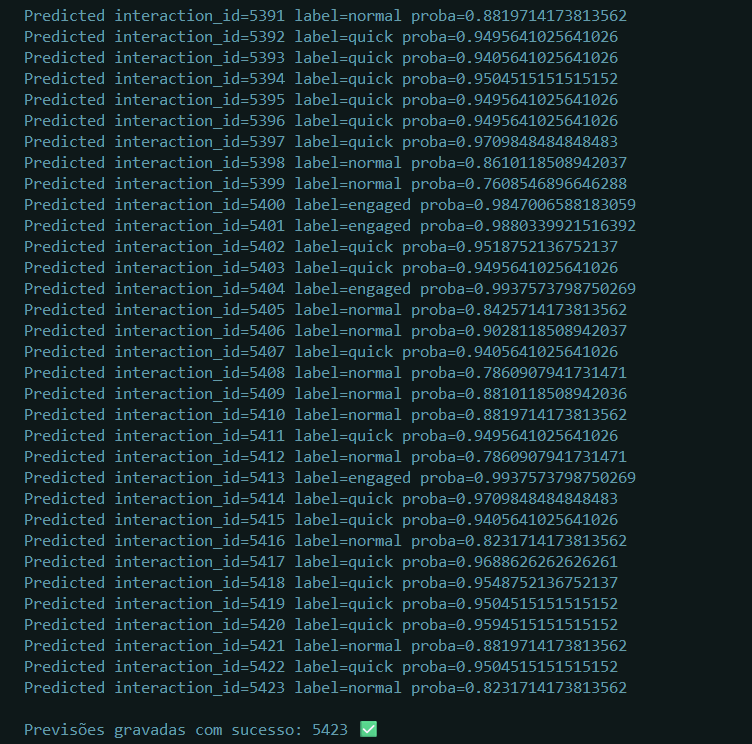 Predicted interaction_id=5391 label=normal proba=0.8819714173813562
Predicted interaction_id=5392 label=quick proba=0.9495641025641026
Predicted interaction_id=5393 label=quick proba=0.9405641025641026
Predicted interaction_id=5394 label=quick proba=0.9504515151515152
Predicted interaction_id=5395 label=quick proba=0.9495641025641026
Predicted interaction_id=5396 label=quick proba=0.9495641025641026
Predicted interaction_id=5397 label=quick proba=0.9709848484848483
Predicted interaction_id=5398 label=normal proba=0.8610118508942037
Predicted interaction_id=5399 label=normal proba=0.7608546896646288
Predicted interaction_id=5400 label=engaged proba=0.9847006588183059
Predicted interaction_id=5401 label=engaged proba=0.9880339921516392
Predicted interaction_id=5402 label=quick proba=0.9518752136752137
Predicted interaction_id=5403 label=quick proba=0.9495641025641026
Predicted interaction_id=5404 label=engaged proba=0.9937573798750269
Predicted interaction_id=5405 label=normal proba=0.8425714173813562
Predicted interaction_id=5406 label=normal proba=0.9028118508942037
Predicted interaction_id=5407 label=quick proba=0.9405641025641026
Predicted interaction_id=5408 label=normal proba=0.7860907941731471
Predicted interaction_id=5409 label=normal proba=0.8810118508942036
Predicted interaction_id=5410 label=normal proba=0.8819714173813562
Predicted interaction_id=5411 label=quick proba=0.9495641025641026
Predicted interaction_id=5412 label=normal proba=0.7860907941731471
Predicted interaction_id=5413 label=engaged proba=0.9937573798750269
Predicted interaction_id=5414 label=quick proba=0.9709848484848483
Predicted interaction_id=5415 label=quick proba=0.9405641025641026
Predicted interaction_id=5416 label=normal proba=0.8231714173813562
Predicted interaction_id=5417 label=quick proba=0.9688626262626261
Predicted interaction_id=5418 label=quick proba=0.9548752136752137
Predicted interaction_id=5419 label=quick proba=0.9504515151515152
Predicted interaction_id=5420 label=quick proba=0.9594515151515152
Predicted interaction_id=5421 label=normal proba=0.8819714173813562
Predicted interaction_id=5422 label=quick proba=0.9504515151515152
Predicted interaction_id=5423 label=normal proba=0.8231714173813562
Previsões gravadas com sucesso: 5423 ✅